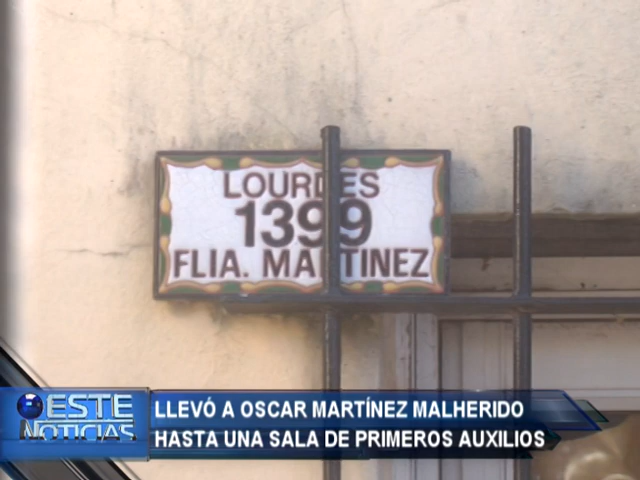 LOURDES
1399
FLIA. MARTINEZ
OESTE
NOTICIAS
LLEVÓ A OSCAR MARTÍNEZ MALHERIDO
HASTA UNA SALA DE PRIMEROS AUXILIOS